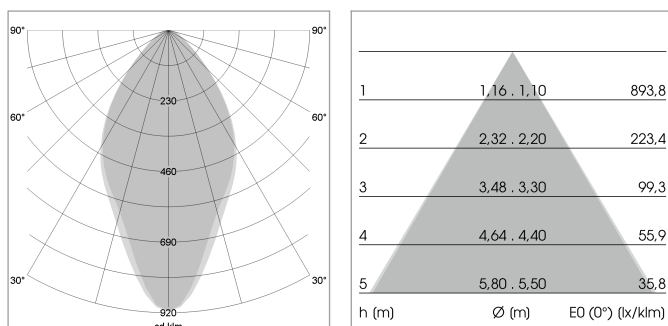 90° 90°
230
60° 60°
460
690
30° 30°
920
1 1,16 . 1,10 893,8
2 2,32 . 2,20 223,4
3 3,48 . 3,30 99,3
4 4,64 . 4,40 55,9
5 5,80 . 5,50 35,8
h (m) Ø (m) E0 (0°) (lx/klm)